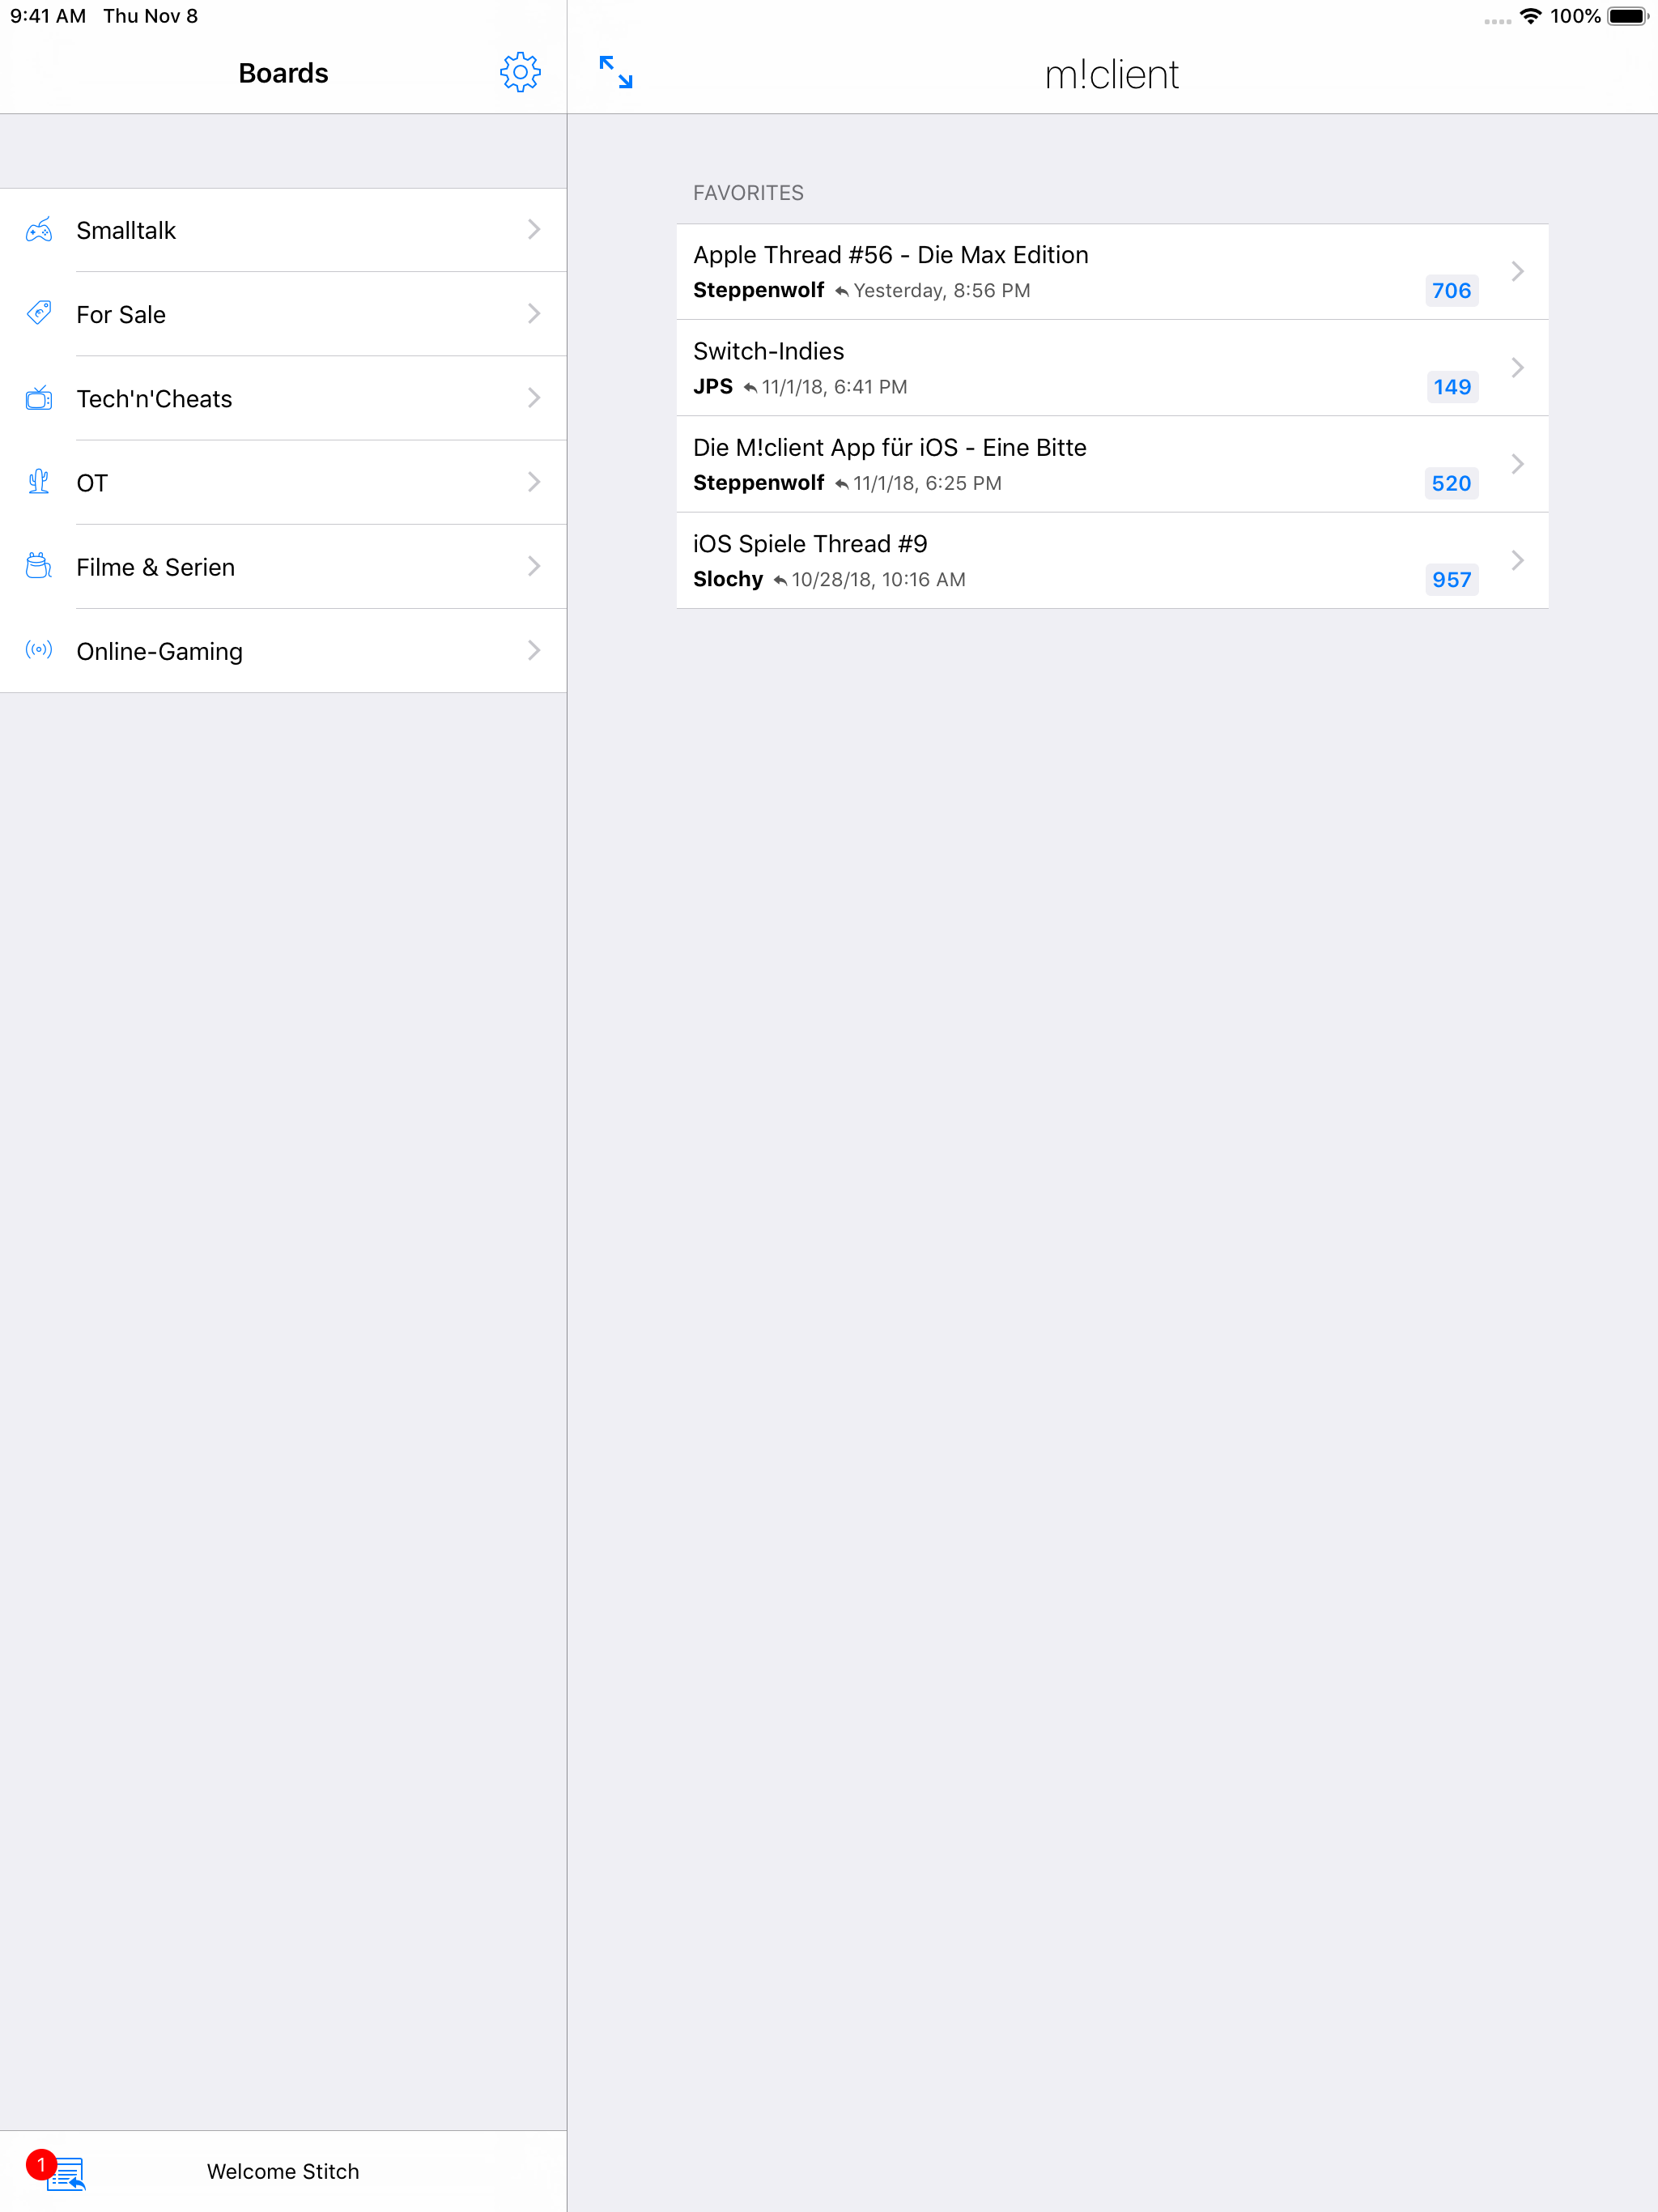 9:41 AM Thu Nov 8
100%
Boards
m!client
Smalltalk
For Sale
Tech'n'Cheats
OT
Filme & Serien
Online-Gaming
FAVORITES
Apple Thread #56 - Die Max Edition
Steppenwolf Yesterday, 8:56 PM
706
Switch-Indies
JPS 11/1/18, 6:41 PM
149
Die M!client App für iOS - Eine Bitte
Steppenwolf 11/1/18, 6:25 PM
520
iOS Spiele Thread #9
Slochy 10/28/18, 10:16 AM
957
1
Welcome Stitch